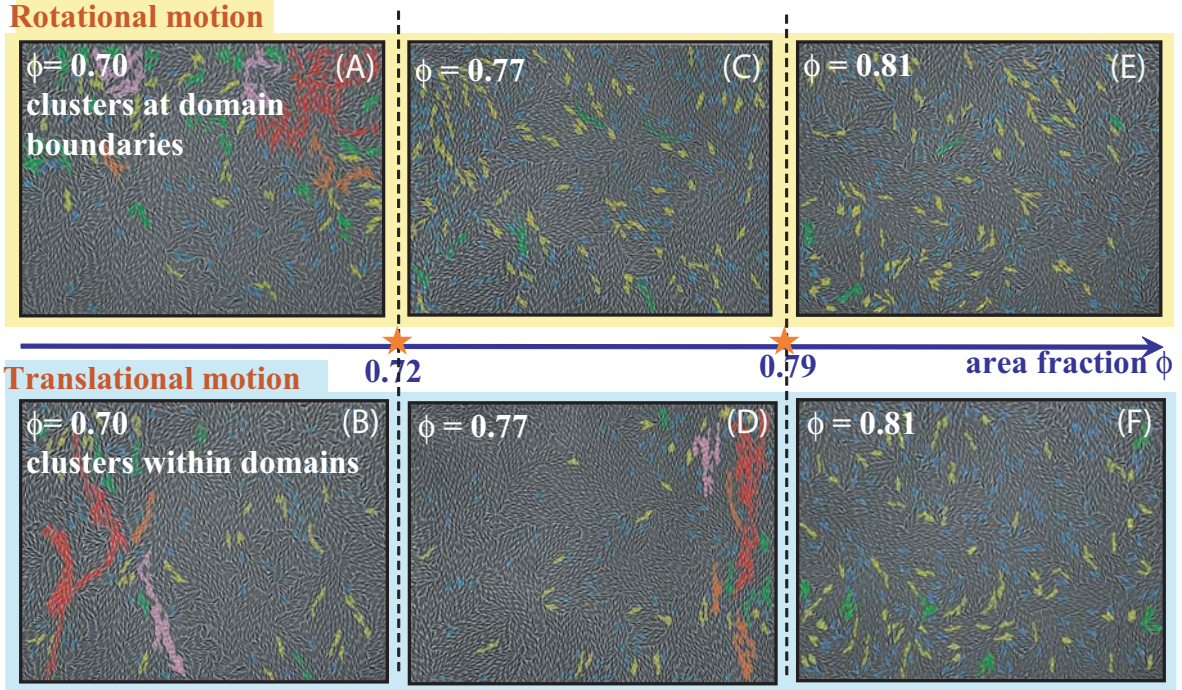 Rotational motion
ϕ= 0.70 (A)
clusters at domain
boundaries
ϕ = 0.77 (C)
ϕ = 0.81 (E)
0.72
0.79
area fraction ϕ
Translational motion
ϕ= 0.70 (B)
clusters within domains
ϕ = 0.77 (D)
ϕ = 0.81 (F)